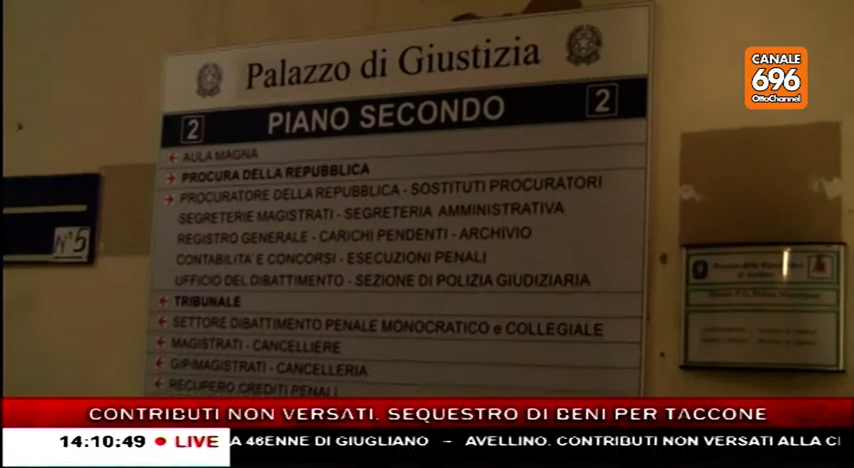 CANALE
696
OttoChannel
Palazzo di Giustizia
2 PIANO SECONDO 2
AULA MAGNA
PROCURA DELLA REPUBBLICA
PROCURATORE DELLA REPUBBLICA - SOSTITUTI PROCURATORI
SEGRETERIE MAGISTRATI - SEGRETERIA AMMINISTRATIVA
REGISTRO GENERALE - CARICHI PENDENTI - ARCHIVIO
CONTABILITA' E CONCORSI - ESECUZIONI PENALI
UFFICIO DEL DIBATTIMENTO - SEZIONE DI POLIZIA GIUDIZIARIA
TRIBUNALE
SETTORE DIBATTIMENTO PENALE MONOCRATICO e COLLEGIALE
MAGISTRATI - CANCELLIERE
GIP/MAGISTRATI - CANCELLERIA
RECUPERO CREDITI PENALI
N°5
CONTRIBUTI NON VERSATI. SEQUESTRO DI BENI PER TACCONE
14:10:49 LIVE A 46ENNE DI GIUGLIANO – AVELLINO. CONTRIBUTI NON VERSATI ALLA